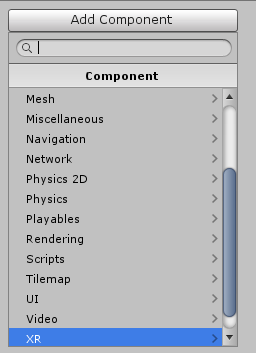 Add Component
Component
Mesh
Miscellaneous
Navigation
Network
Physics 2D
Physics
Playables
Rendering
Scripts
Tilemap
UI
Video
XR